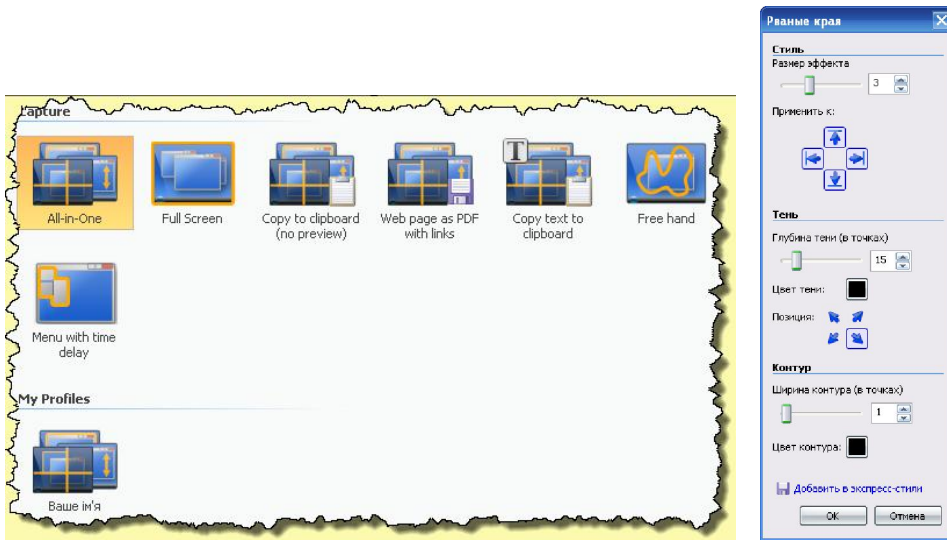 Capture
All-in-One
Full Screen
Copy to clipboard
(no preview)
Web page as PDF
with links
Copy text to
clipboard
Free hand
Menu with time
delay
My Profiles
Ваше ім'я
Рваные края
Стиль
Размер эффекта
3
Применить к:
Тень
Глубина тени (в точках)
15
Цвет тени:
Позиция:
Контур
Ширина контура (в точках)
1
Цвет контура:
Добавить в экспресс-стили
ОК
Отмена